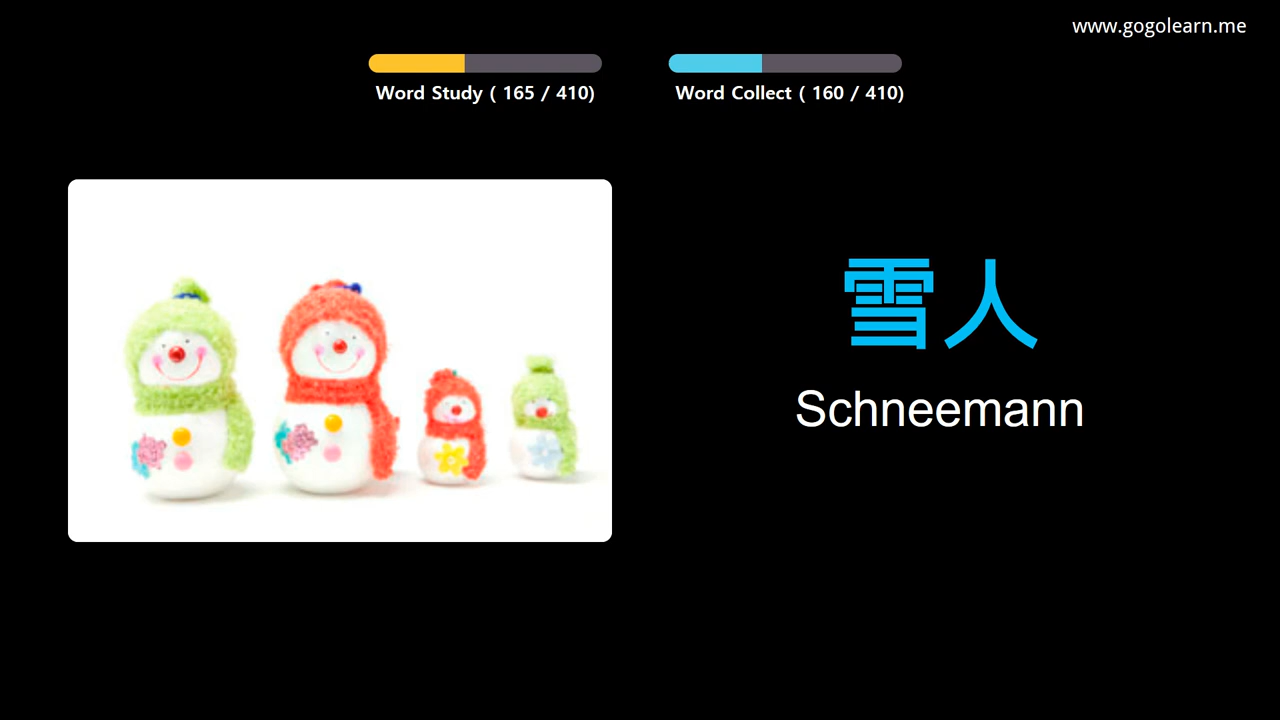 www.gogolearn.me
Word Study ( 165 / 410)
Word Collect ( 160 / 410)
雪人
Schneemann